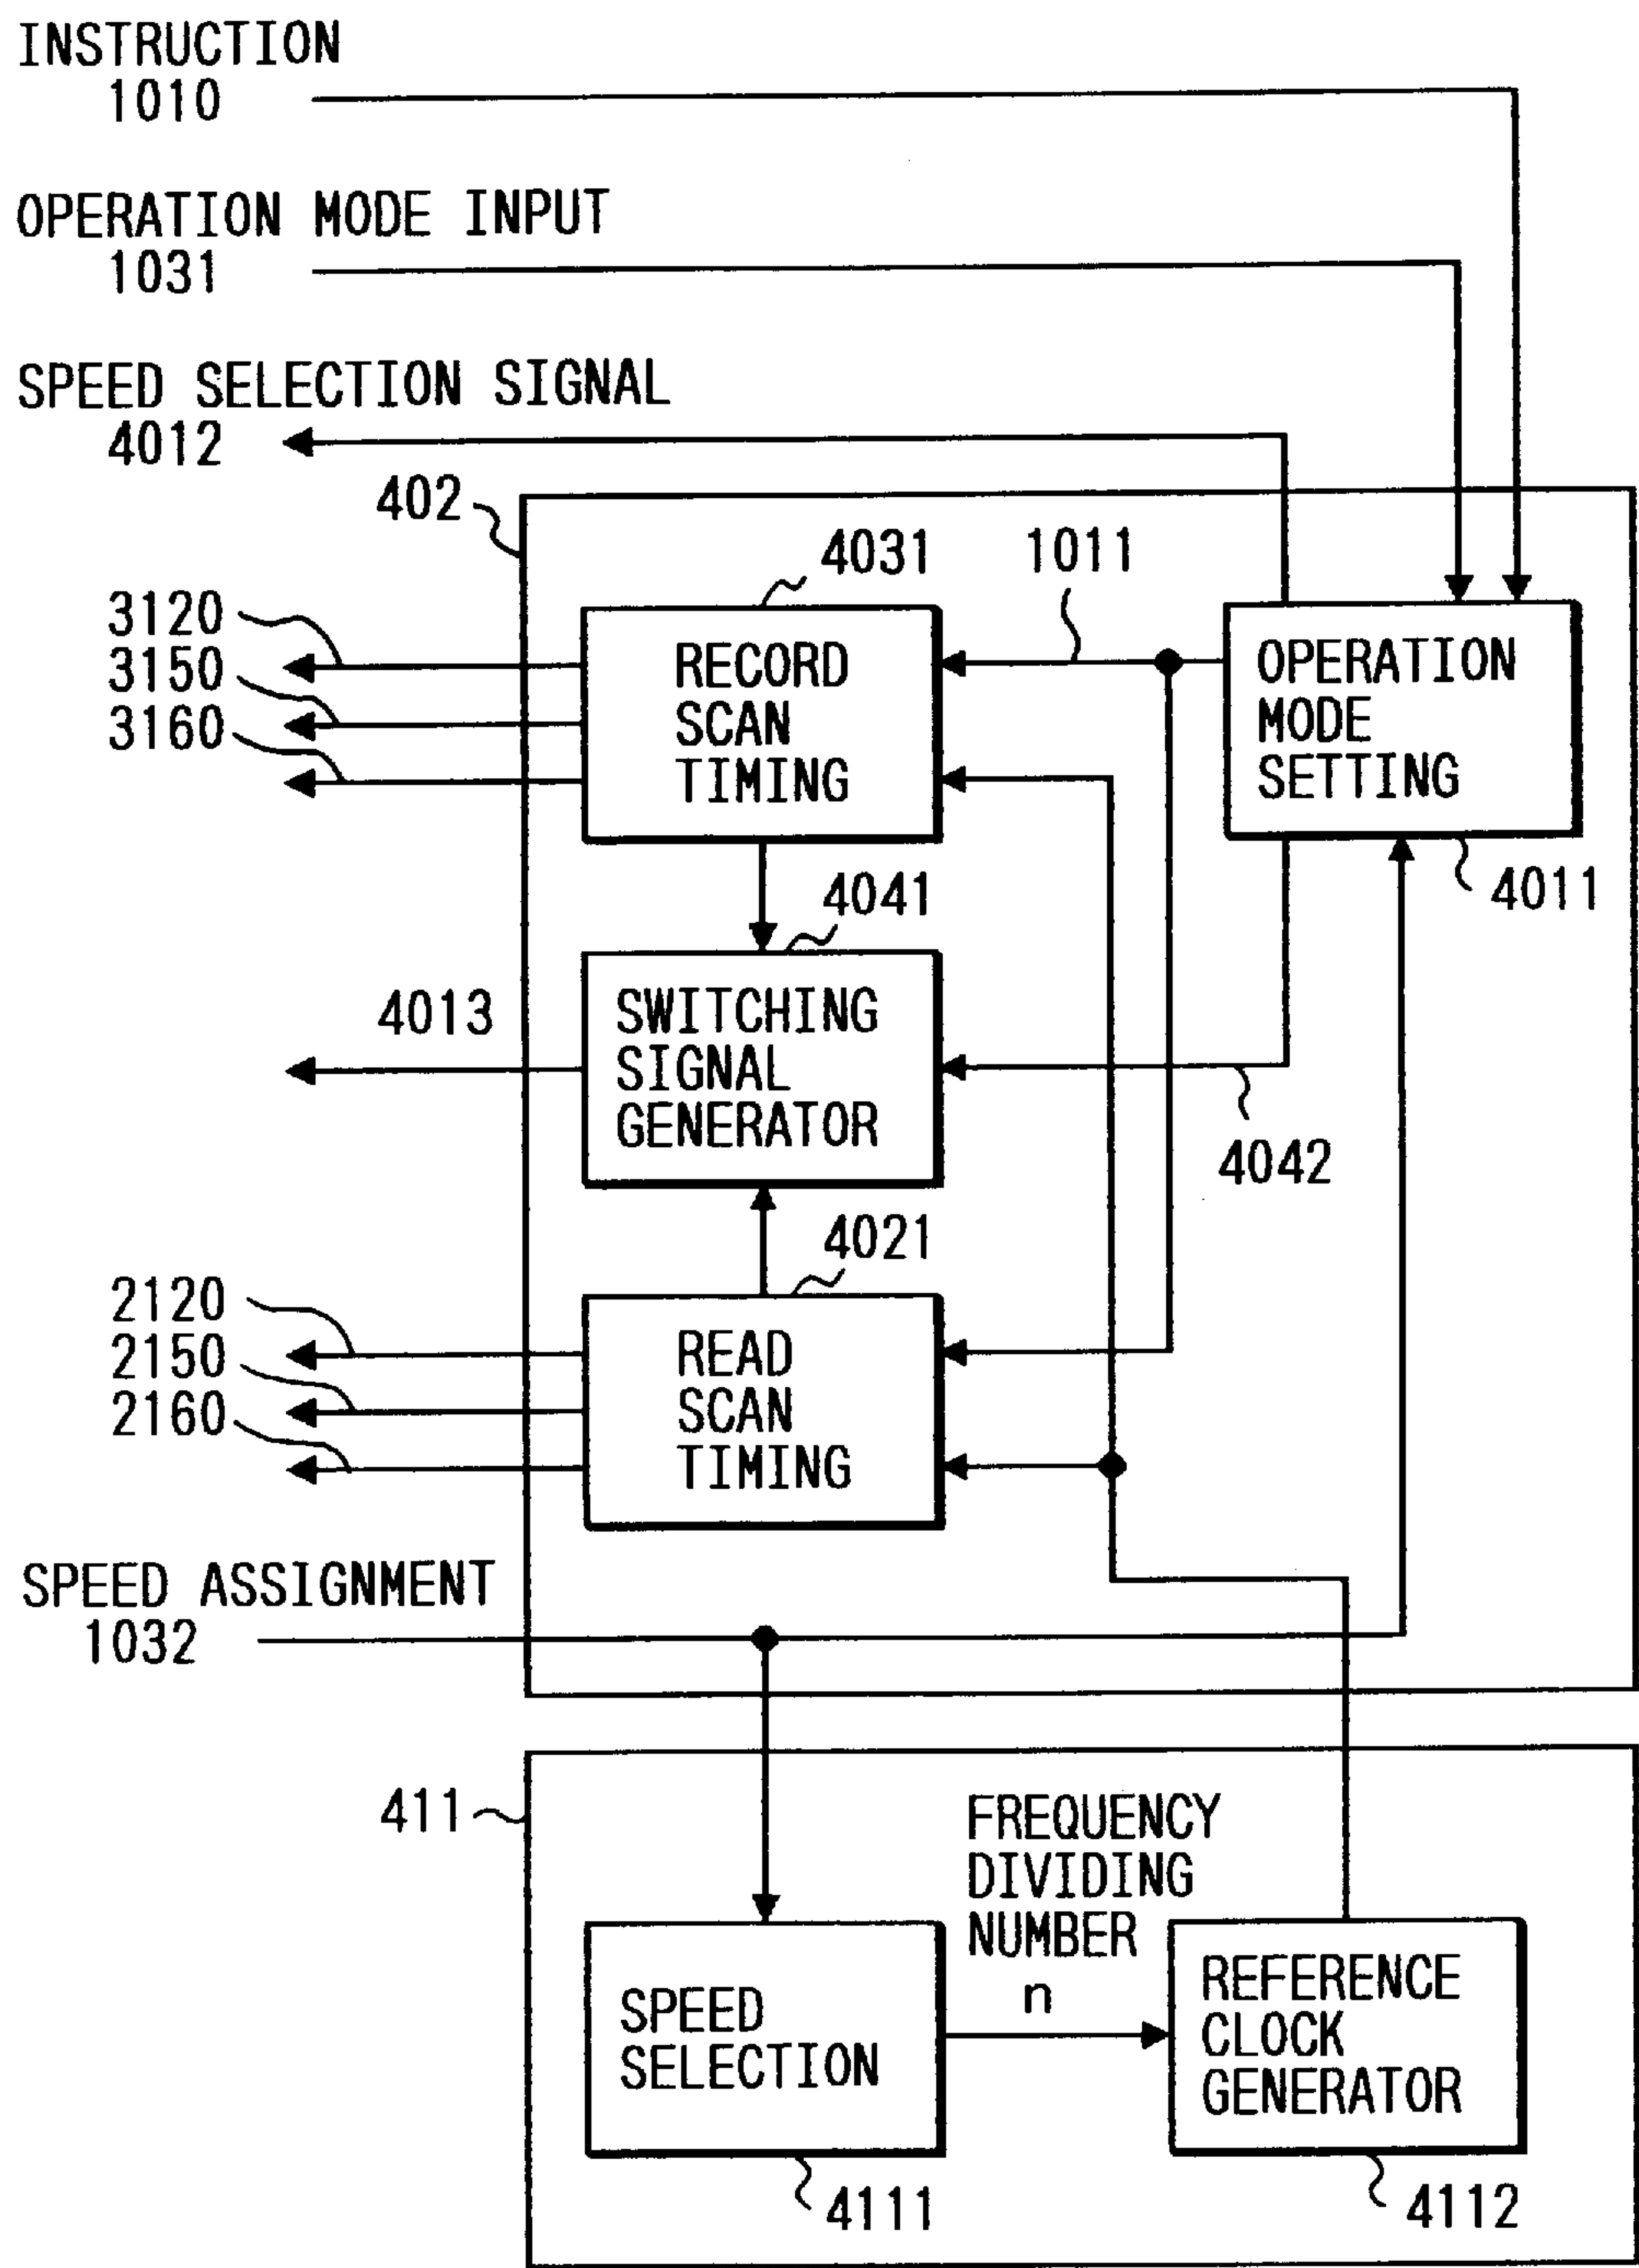 INSTRUCTION
1010
OPERATION MODE INPUT
1031
SPEED SELECTION SIGNAL
4012
402
4031
1011
3120
3150
3160
RECORD
SCAN
TIMING
OPERATION
MODE
SETTING
4011
4041
4013
SWITCHING
SIGNAL
GENERATOR
4042
4021
2120
2150
2160
READ
SCAN
TIMING
SPEED ASSIGNMENT
1032
411
FREQUENCY
DIVIDING
NUMBER
n
SPEED
SELECTION
REFERENCE
CLOCK
GENERATOR
4111
4112